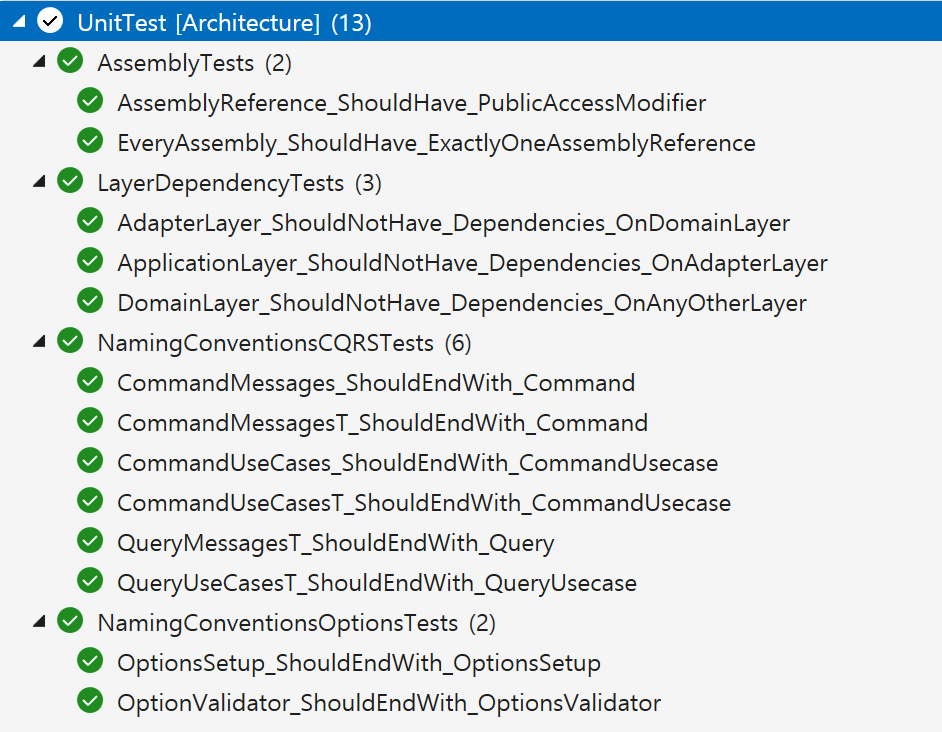 UnitTest [Architecture] (13)
AssemblyTests (2)
AssemblyReference_ShouldHave_PublicAccessModifier
EveryAssembly_ShouldHave_ExactlyOneAssemblyReference
LayerDependencyTests (3)
AdapterLayer_ShouldNotHave_Dependencies_OnDomainLayer
ApplicationLayer_ShouldNotHave_Dependencies_OnAdapterLayer
DomainLayer_ShouldNotHave_Dependencies_OnAnyOtherLayer
NamingConventionsCQRSTests (6)
CommandMessages_ShouldEndWith_Command
CommandMessagesT_ShouldEndWith_Command
CommandUseCases_ShouldEndWith_CommandUsecase
CommandUseCasesT_ShouldEndWith_CommandUsecase
QueryMessagesT_ShouldEndWith_Query
QueryUseCasesT_ShouldEndWith_QueryUsecase
NamingConventionsOptionsTests (2)
OptionsSetup_ShouldEndWith_OptionsSetup
OptionValidator_ShouldEndWith_OptionsValidator